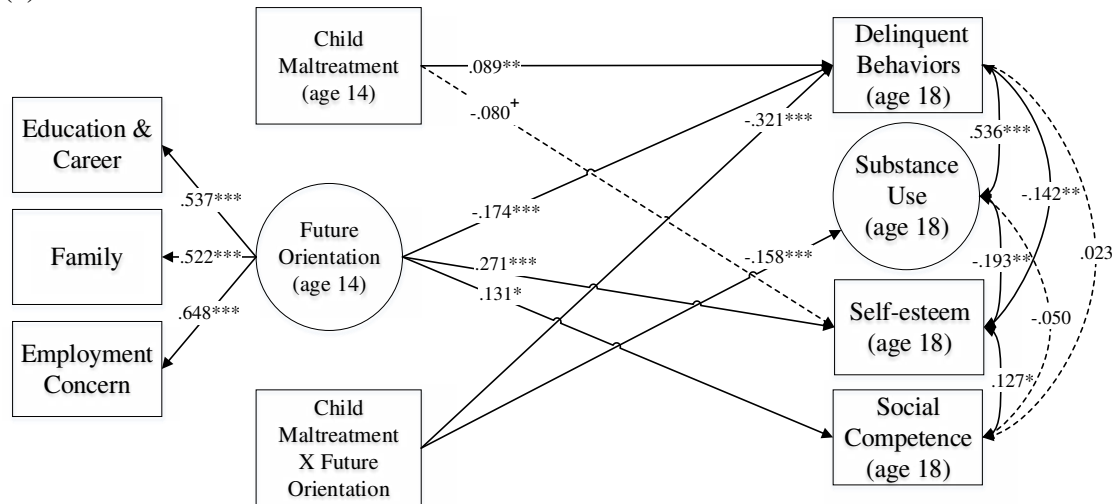 Child
Maltreatment
(age 14)
Delinquent
Behaviors
(age 18)
.089**
-.080+
-.321***
Education &
Career
.537***
.536***
Substance
Use
(age 18)
-.142**
Family
.522***
Future
Orientation
(age 14)
-.174***
.271***
.131*
-.158***
-.193**
.023
.648***
Employment
Concern
Self-esteem
(age 18)
-.050
.127*
Child
Maltreatment
X Future
Orientation
Social
Competence
(age 18)